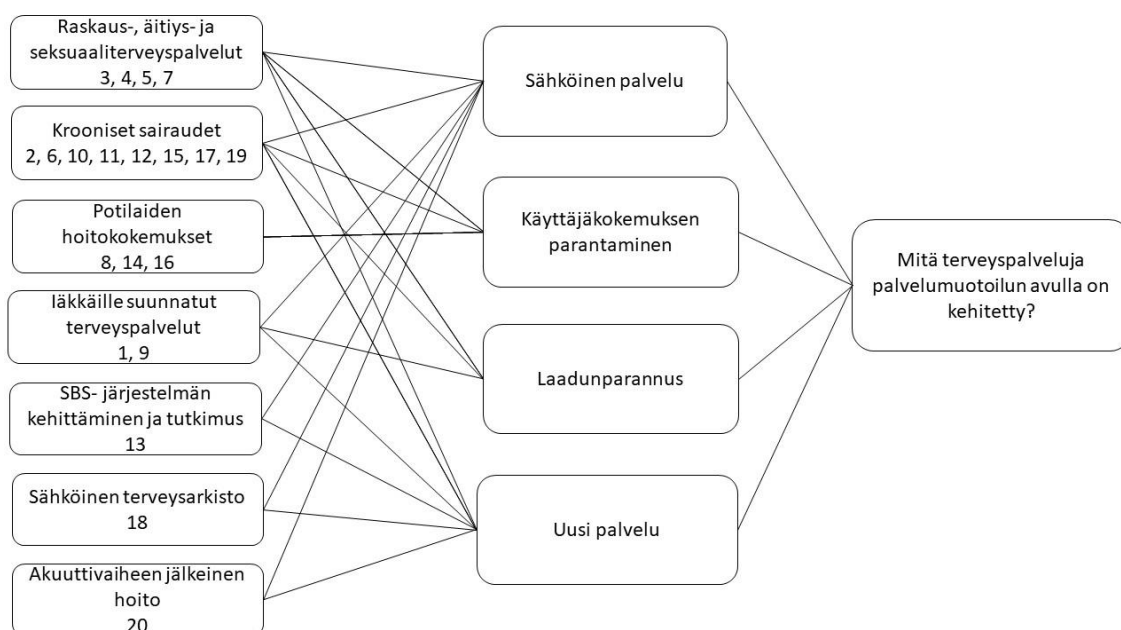 Raskaus-, äitiys- ja
seksuaaliterveyspalvelut
3, 4, 5, 7
Krooniset sairaudet
2, 6, 10, 11, 12, 15, 17, 19
Potilaiden
hoitokokemukset
8, 14, 16
Iäkkäille suunnatut
terveyspalvelut
1, 9
SBS- järjestelmän
kehittäminen ja tutkimus
13
Sähköinen terveysarkisto
18
Akuuttivaiheen jälkeinen
hoito
20
Sähköinen palvelu
Käyttäjäkokemuksen
parantaminen
Laadunparannus
Uusi palvelu
Mitä terveyspalveluja
palvelumuotoilun avulla on
kehitetty?